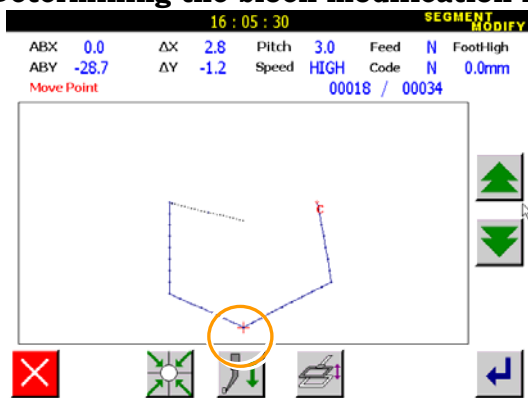 Determining the block modification
16 : 05 : 30 SEGMENT MODIFY
ABX 0.0 ΔX 2.8 Pitch 3.0 Feed N FootHigh
ABY -28.7 ΔY -1.2 Speed HIGH Code N 0.0mm
Move Point 00018 / 00034
C